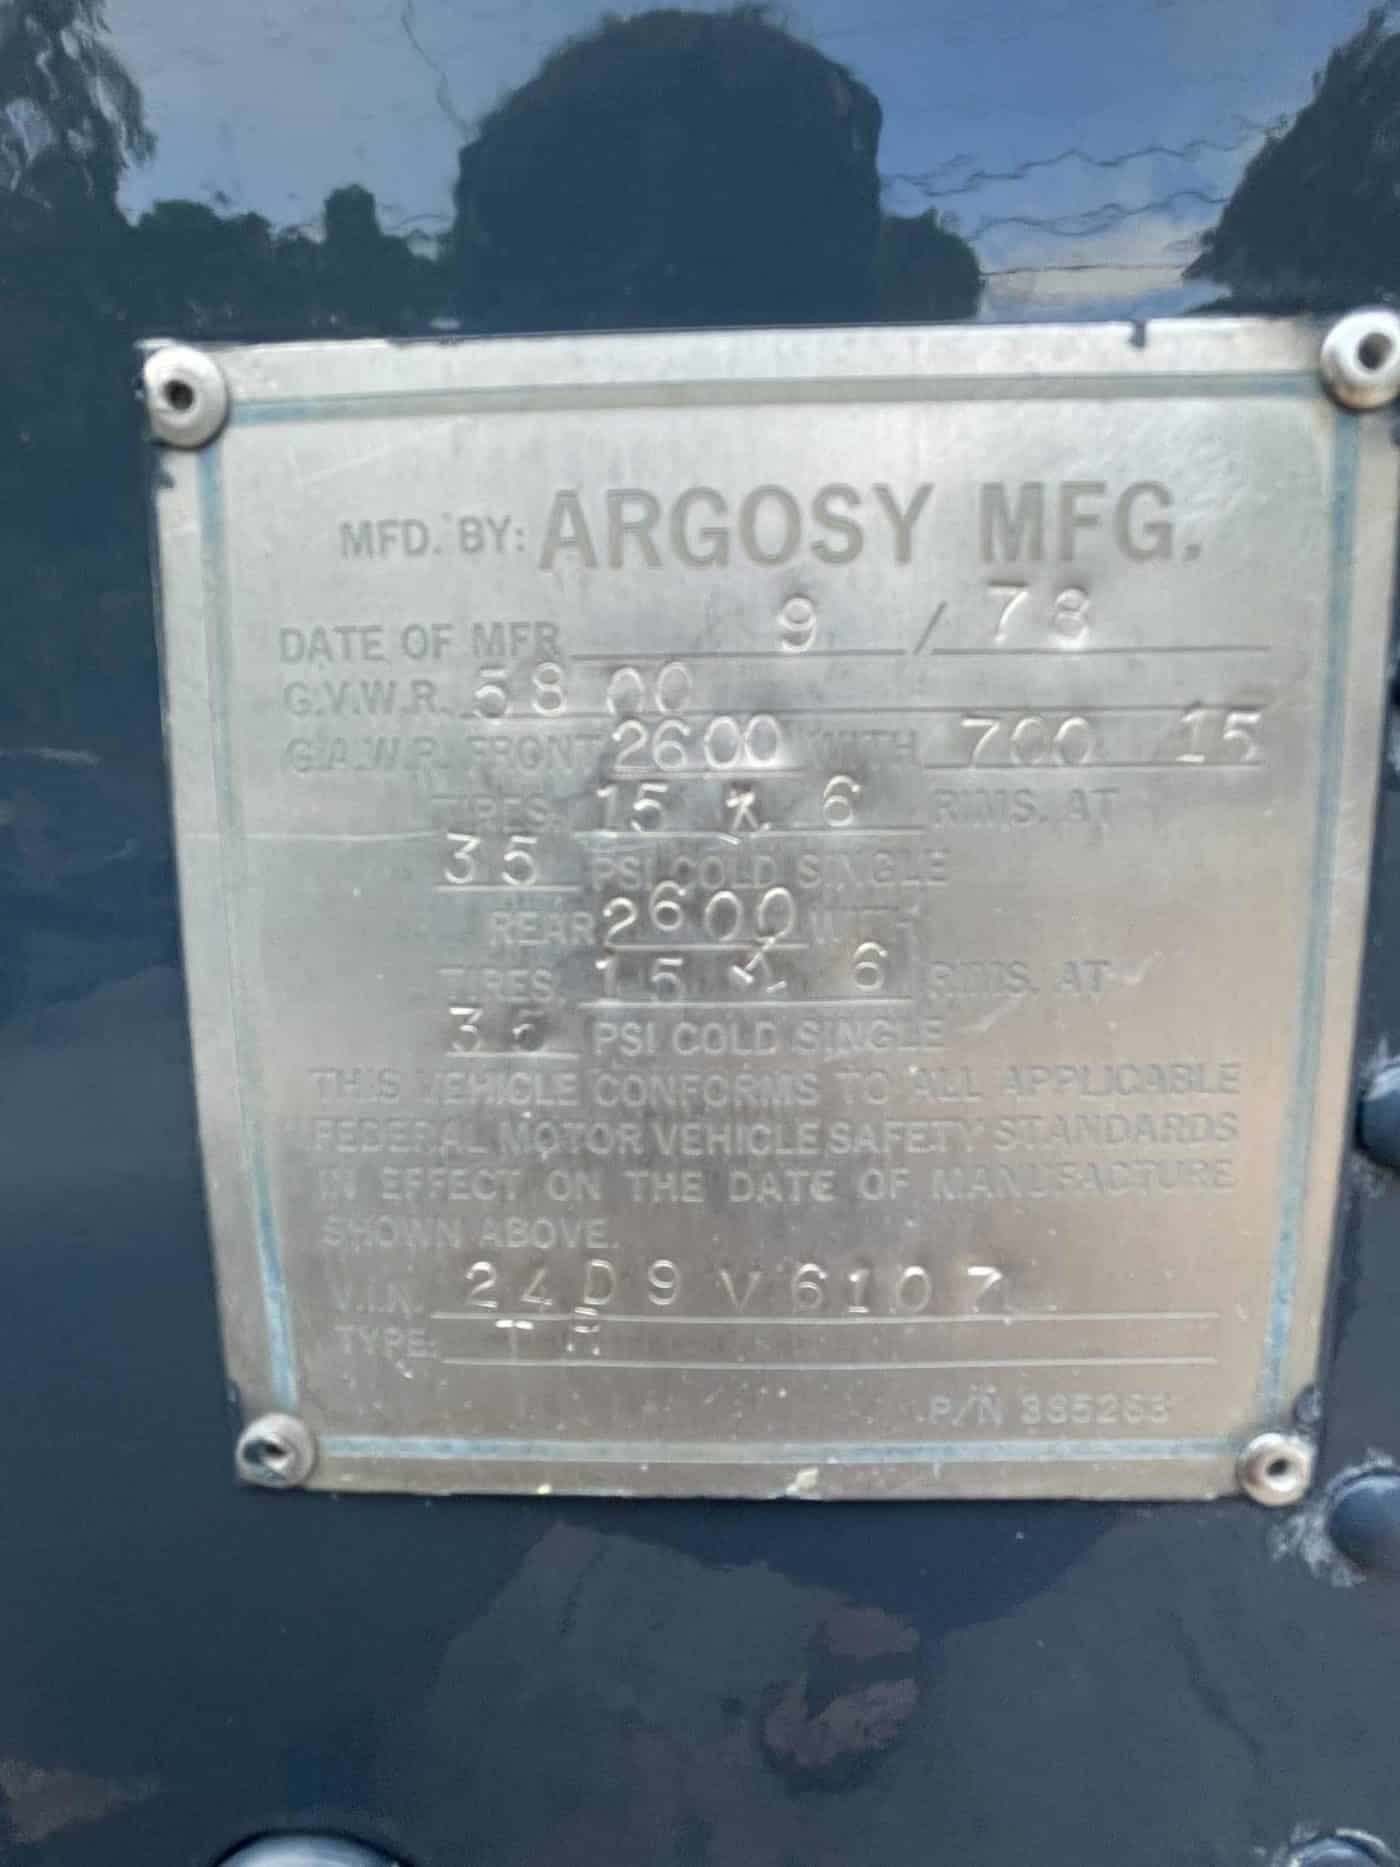 MFD. BY: ARGOSY MFG.
DATE OF MFR 9 / 78
G.V.W.R. 5800
G.A.W.R. FRONT 2600 WITH 700 15
TIRES. 15 X 6 RIMS. AT
35 PSI COLD SINGLE
REAR 2600 WITH
TIRES. 15 X 6 RIMS. AT
35 PSI COLD SINGLE
THIS VEHICLE CONFORMS TO ALL APPLICABLE
FEDERAL MOTOR VEHICLE SAFETY STANDARDS
IN EFFECT ON THE DATE OF MANUFACTURE
SHOWN ABOVE.
V.I.N. 24D9V6107
TYPE:
P/N 385263